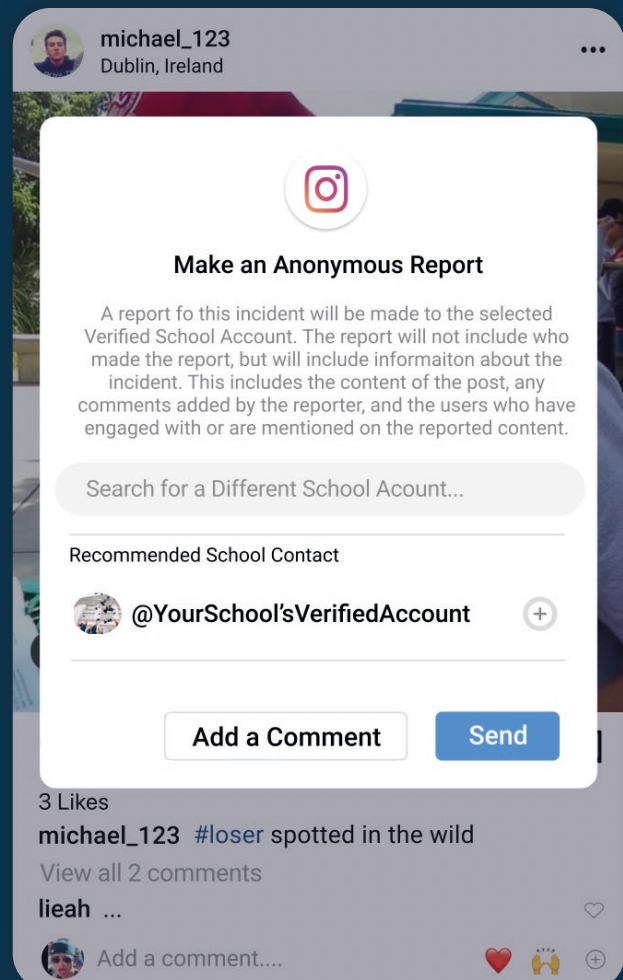 michael_123
Dublin, Ireland
Make an Anonymous Report
A report fo this incident will be made to the selected
Verified School Account. The report will not include who
made the report, but will include informaiton about the
incident. This includes the content of the post, any
comments added by the reporter, and the users who have
engaged with or are mentioned on the reported content.
Search for a Different School Acount...
Recommended School Contact
@YourSchool'sVerifiedAccount
Add a Comment
Send
3 Likes
michael_123 #loser spotted in the wild
View all 2 comments
lieah ...
Add a comment....